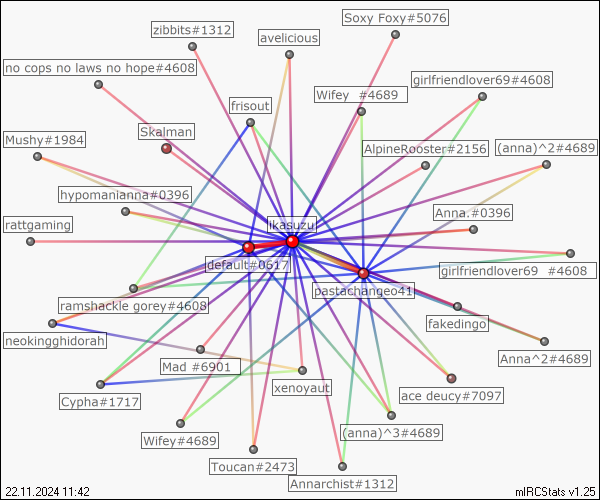 Soxy Foxy#5076
zibbits#1312
avelicious
no cops no laws no hope#4608
girlfriendlover69#4608
Wifey #4689
frisout
Skalman
Mushy#1984
AlpineRooster#2156
(anna)^2#4689
hypomanianna#0396
Anna.#0396
rattgaming
ikasuzu
default#0617
girlfriendlover69 #4608
pastachangeo41
ramshackle gorey#4608
fakedingo
neokingghidorah
Anna^2#4689
Mad #6901
xenoyaut
ace deucy#7097
Cypha#1717
(anna)^3#4689
Wifey#4689
Toucan#2473
Annarchist#1312
22.11.2024 11:42
mIRCStats v1.25